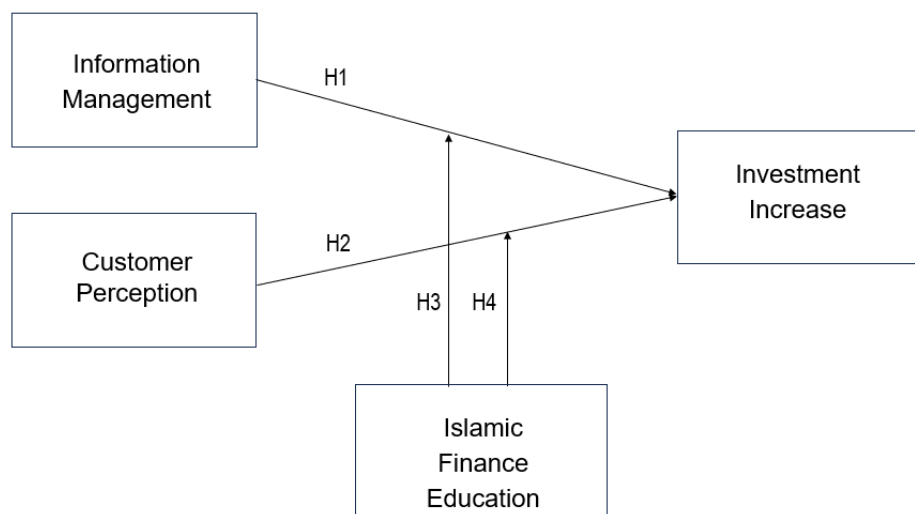 Information
Management
H1
Investment
Increase
Customer
Perception
H2
H3
H4
Islamic
Finance
Education